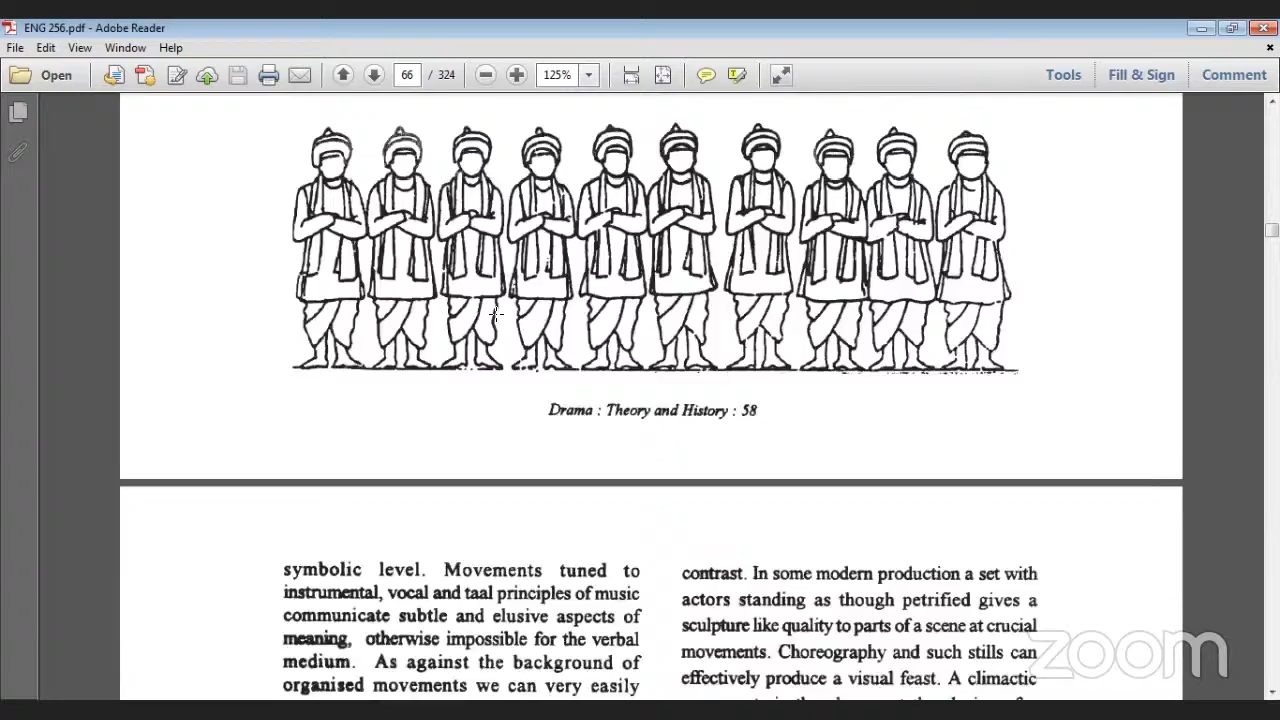 ENG 256.pdf - Adobe Reader
File Edit View Window Help
Open 66 / 324 125% Tools Fill & Sign Comment
Drama : Theory and History : 58
symbolic level. Movements tuned to
instrumental, vocal and taal principles of music
communicate subtle and elusive aspects of
meaning, otherwise impossible for the verbal
medium. As against the background of
organised movements we can very easily
contrast. In some modern production a set with
actors standing as though petrified gives a
sculpture like quality to parts of a scene at crucial
movements. Choreography and such stills can
effectively produce a visual feast. A climactic
zoom